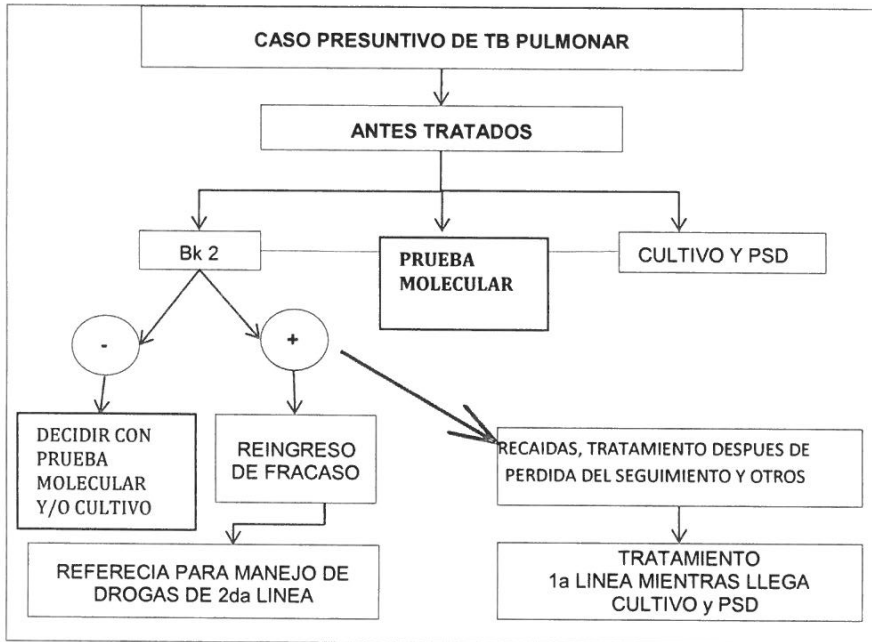 CASO PRESUNTIVO DE TB PULMONAR
ANTES TRATADOS
Bk 2
PRUEBA
MOLECULAR
CULTIVO Y PSD
-
+
DECIDIR CON
PRUEBA
MOLECULAR
Y/O CULTIVO
REINGRESO
DE FRACASO
RECAIDAS, TRATAMIENTO DESPUES DE
PERDIDA DEL SEGUIMIENTO Y OTROS
REFERECIA PARA MANEJO DE
DROGAS DE 2da LINEA
TRATAMIENTO
1a LINEA MIENTRAS LLEGA
CULTIVO y PSD